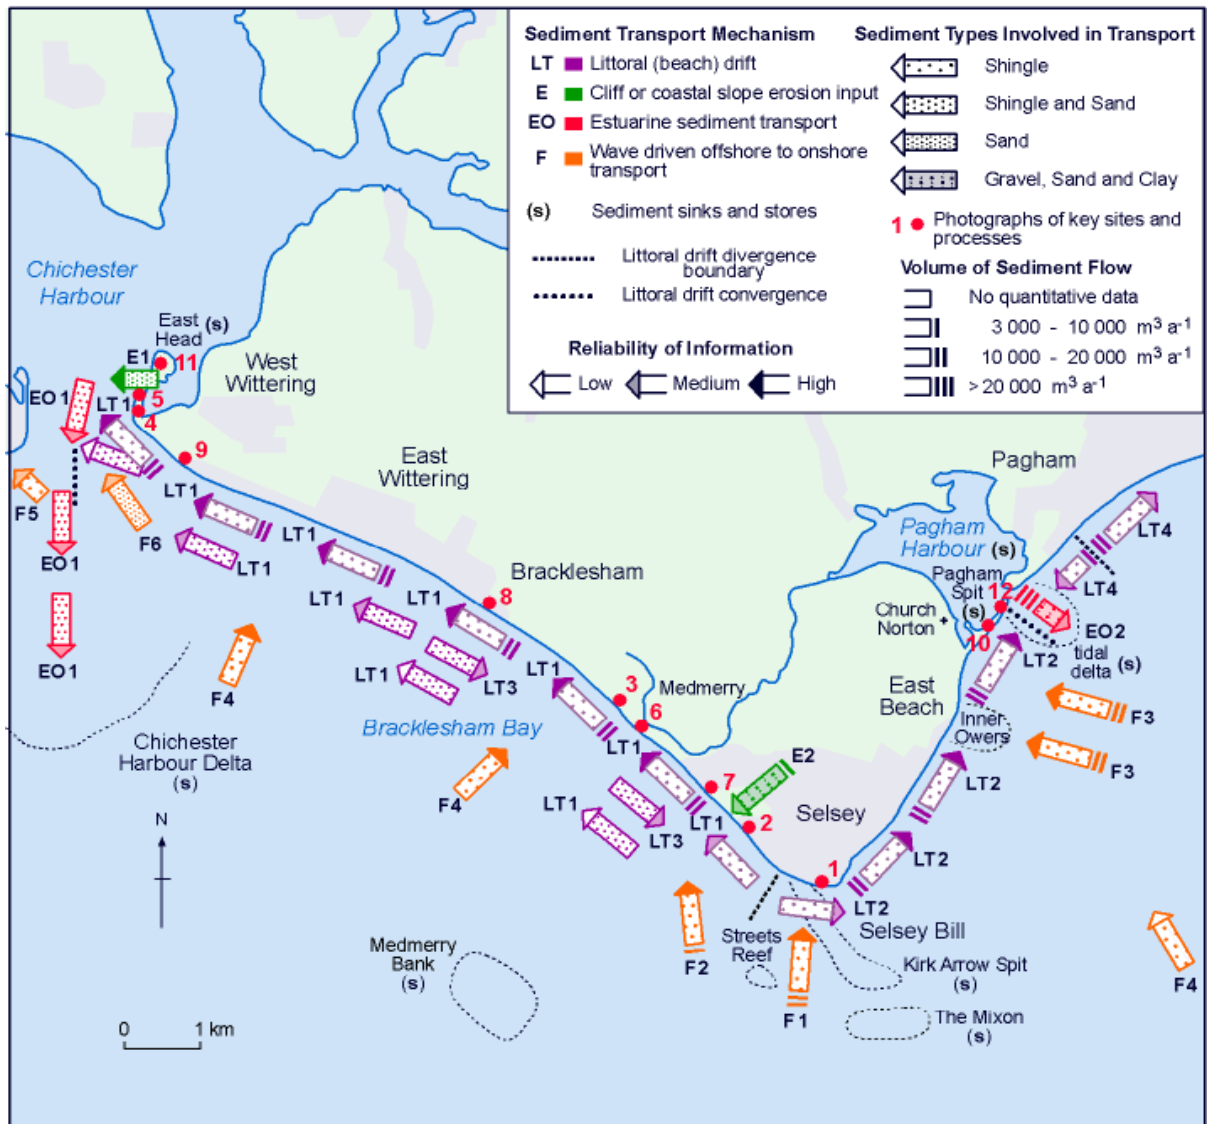 Sediment Transport Mechanism
LT Littoral (beach) drift
E Cliff or coastal slope erosion input
EO Estuarine sediment transport
F Wave driven offshore to onshore
transport
(s) Sediment sinks and stores
Littoral drift divergence
boundary
Littoral drift convergence
Reliability of Information
Low Medium High
Sediment Types Involved in Transport
Shingle
Shingle and Sand
Sand
Gravel, Sand and Clay
1 Photographs of key sites and
processes
Volume of Sediment Flow
No quantitative data
3 000 - 10 000 m³ a⁻¹
10 000 - 20 000 m³ a⁻¹
>20 000 m³ a⁻¹
Chichester
Harbour
East
Head (s)
E1
11
West
Wittering
EO1
LT1
5
4
9
East
Wittering
LT1
F5
F6
LT1
LT1
EO1
Bracklesham
8
LT1
LT1
EO1
F4
LT1
LT3
LT1
Chichester
Harbour Delta
(s)
Bracklesham Bay
3
6
Medmerry
F4
LT1
LT1
LT3
7
E2
LT1
2
Selsey
1
Pagham
Pagham
Harbour (s)
Pagham
Spit
(s)
12
Church
Norton
10
LT4
LT4
EO2
tidal
delta (s)
LT2
East
Beach
Inner
Owers
F3
F3
LT2
LT2
LT2
Selsey Bill
Streets
Reef
F2
F1
Kirk Arrow Spit
(s)
The Mixon
(s)
F4
Medmerry
Bank
(s)
N
0 1 km